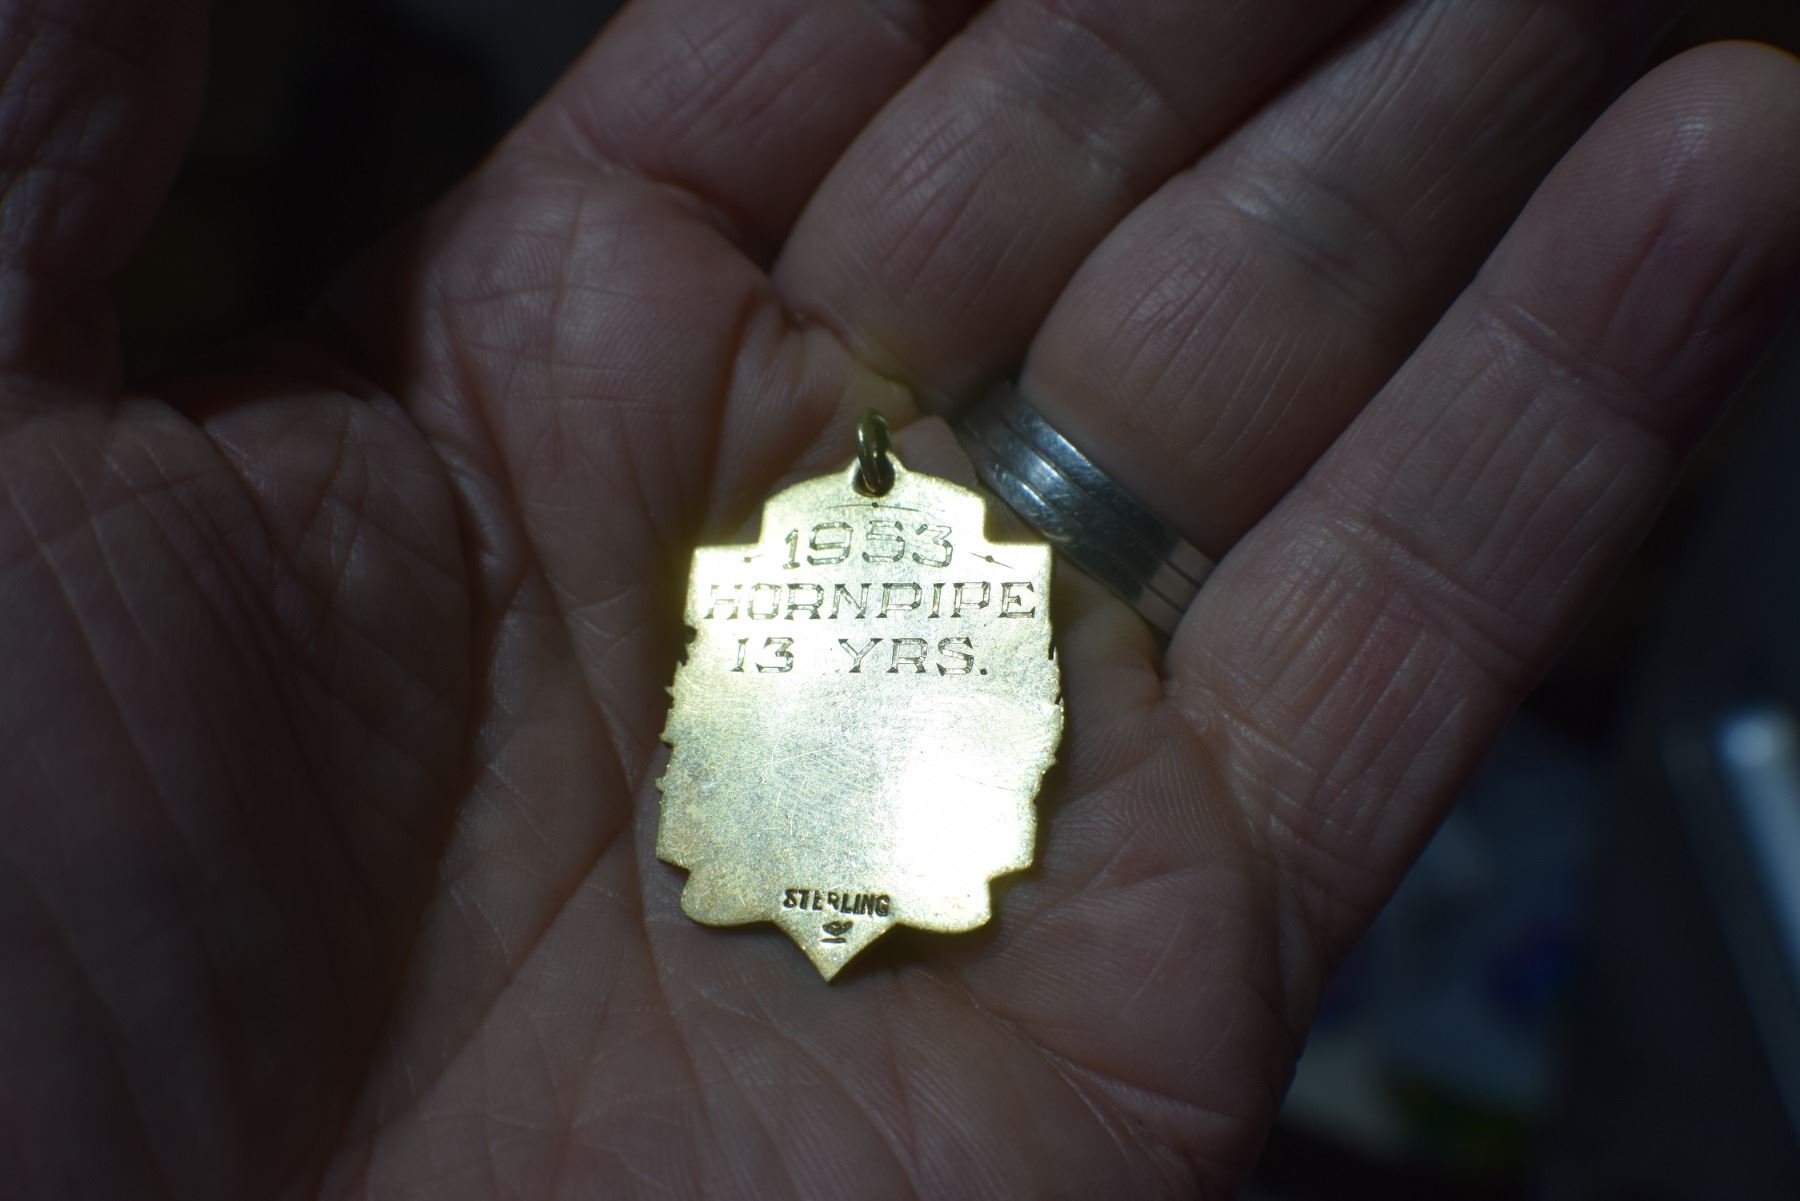 1953
HORNPIPE
13 YRS.
STERLING